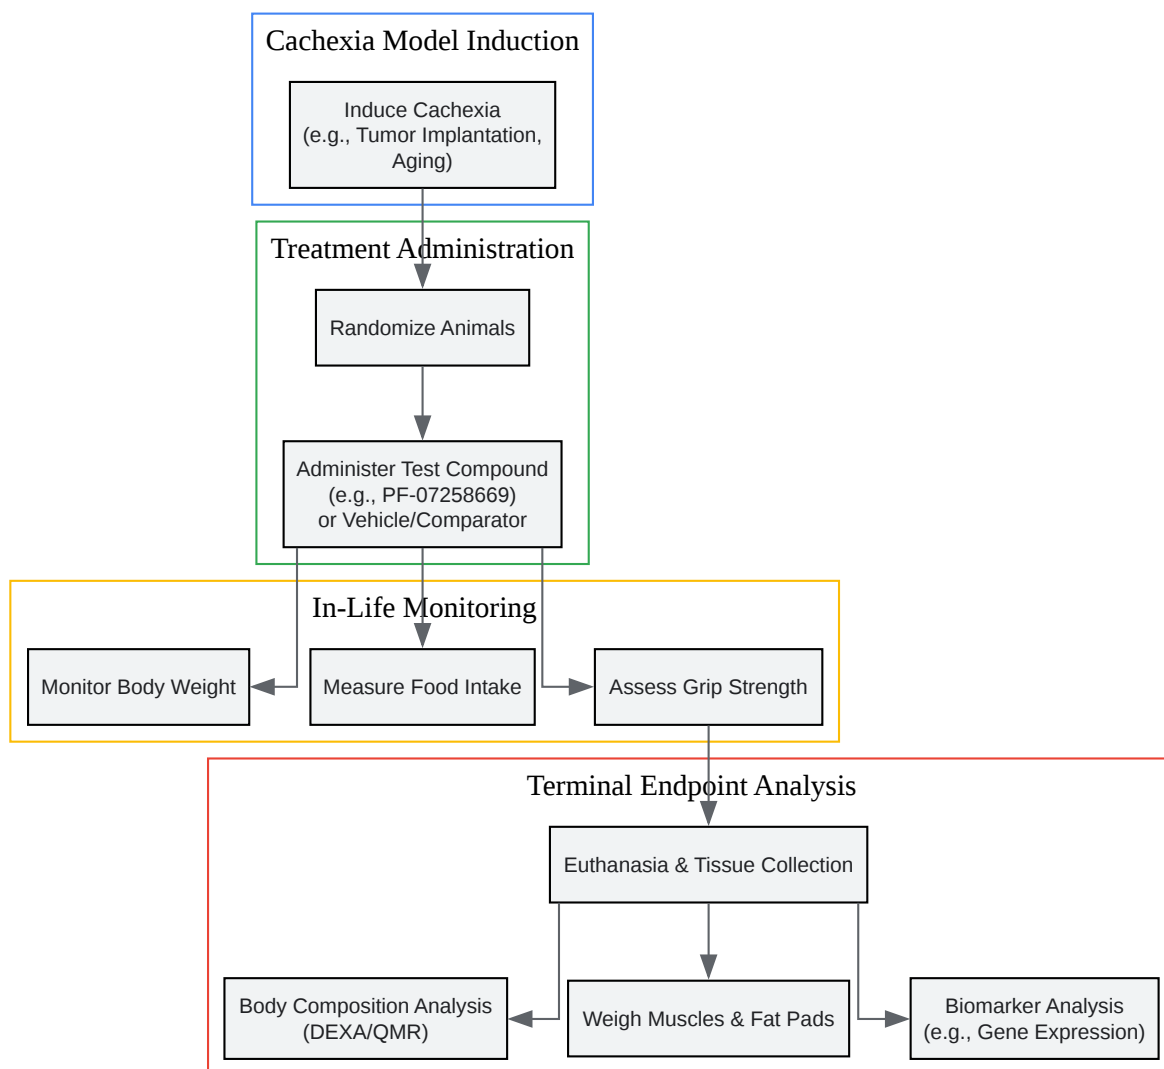 Cachexia Model Induction
Induce Cachexia
(e.g., Tumor Implantation,
Aging)
Treatment Administration
Randomize Animals
Administer Test Compound
(e.g., PF-07258669)
or Vehicle/Comparator
In-Life Monitoring
Monitor Body Weight
Measure Food Intake
Assess Grip Strength
Terminal Endpoint Analysis
Euthanasia & Tissue Collection
Body Composition Analysis
(DEXA/QMR)
Weigh Muscles & Fat Pads
Biomarker Analysis
(e.g., Gene Expression)